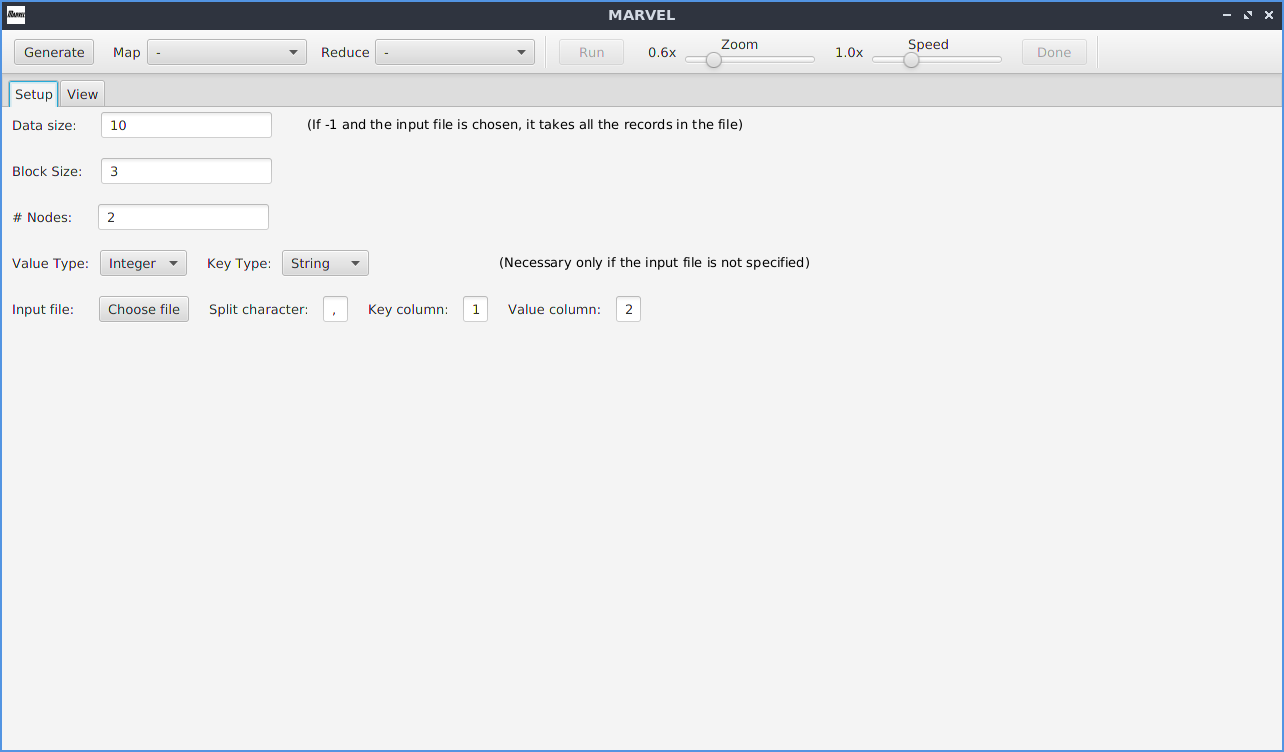 MARVEL
MARVEL
Generate Map - Reduce - Run 0.6x Zoom 1.0x Speed Done
Setup View
Data size: 10 (If -1 and the input file is chosen, it takes all the records in the file)
Block Size: 3
# Nodes: 2
Value Type: Integer Key Type: String (Necessary only if the input file is not specified)
Input file: Choose file Split character: , Key column: 1 Value column: 2